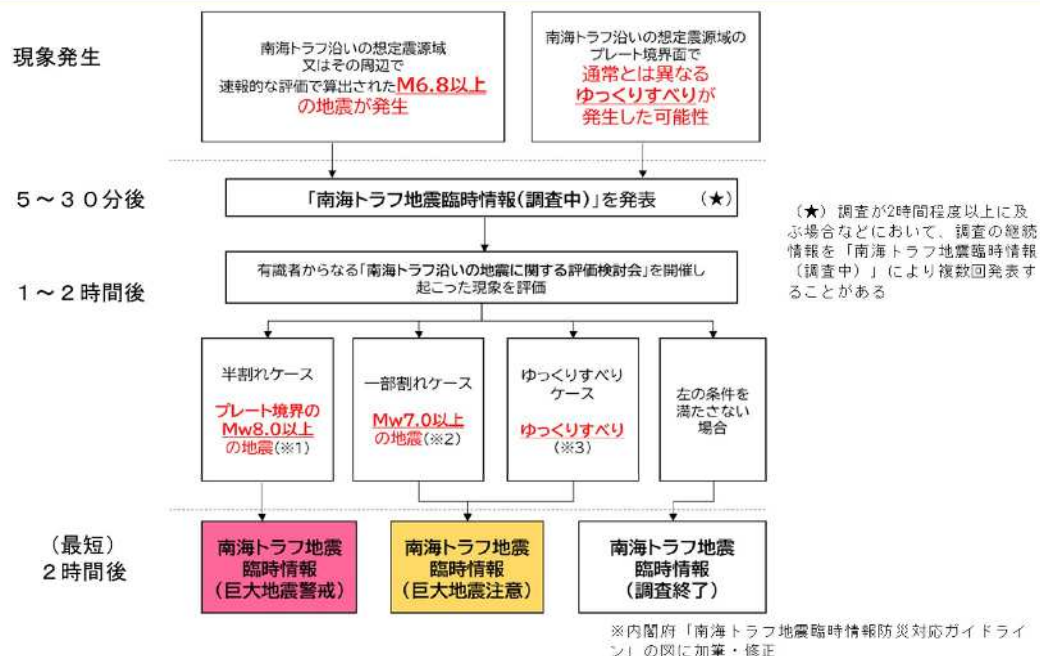 現象発生
南海トラフ沿いの想定震源域
又はその周辺で
速報的な評価で算出されたM6.8以上
の地震が発生
南海トラフ沿いの想定震源域の
プレート境界面で
通常とは異なる
ゆっくりすべりが
発生した可能性
5～30分後
「南海トラフ地震臨時情報(調査中)」を発表 (★)
(★)調査が2時間程度以上に及
ぶ場合などにおいて、調査の継続
情報を「南海トラフ地震臨時情報
(調査中)」により複数回発表す
ることがある
1～2時間後
有識者からなる「南海トラフ沿いの地震に関する評価検討会」を開催し
起こった現象を評価
半割れケース
プレート境界の
Mw8.0以上
の地震(※1)
一部割れケース
Mw7.0以上
の地震(※2)
ゆっくりすべり
ケース
ゆっくりすべり
(※3)
左の条件を
満たさない
場合
(最短)
2時間後
南海トラフ地震
臨時情報
(巨大地震警戒)
南海トラフ地震
臨時情報
(巨大地震注意)
南海トラフ地震
臨時情報
(調査終了)
※内閣府「南海トラフ地震臨時情報防災対応ガイドライ
ン」の図に加筆・修正